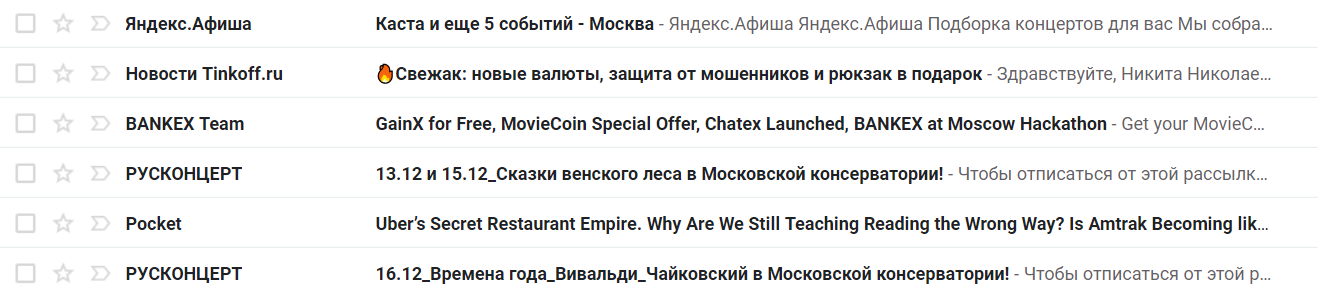 Яндекс.Афиша Каста и еще 5 событий - Москва - Яндекс.Афиша Яндекс.Афиша Подборка концертов для вас Мы собра…
Новости Tinkoff.ru 🔥Свежак: новые валюты, защита от мошенников и рюкзак в подарок - Здравствуйте, Никита Николае…
BANKEX Team GainX for Free, MovieCoin Special Offer, Chatex Launched, BANKEX at Moscow Hackathon - Get your MovieC…
РУСКОНЦЕРТ 13.12 и 15.12_Сказки венского леса в Московской консерватории! - Чтобы отписаться от этой рассылк…
Pocket Uber’s Secret Restaurant Empire. Why Are We Still Teaching Reading the Wrong Way? Is Amtrak Becoming lik…
РУСКОНЦЕРТ 16.12_Времена года_Вивальди_Чайковский в Московской консерватории! - Чтобы отписаться от этой р…